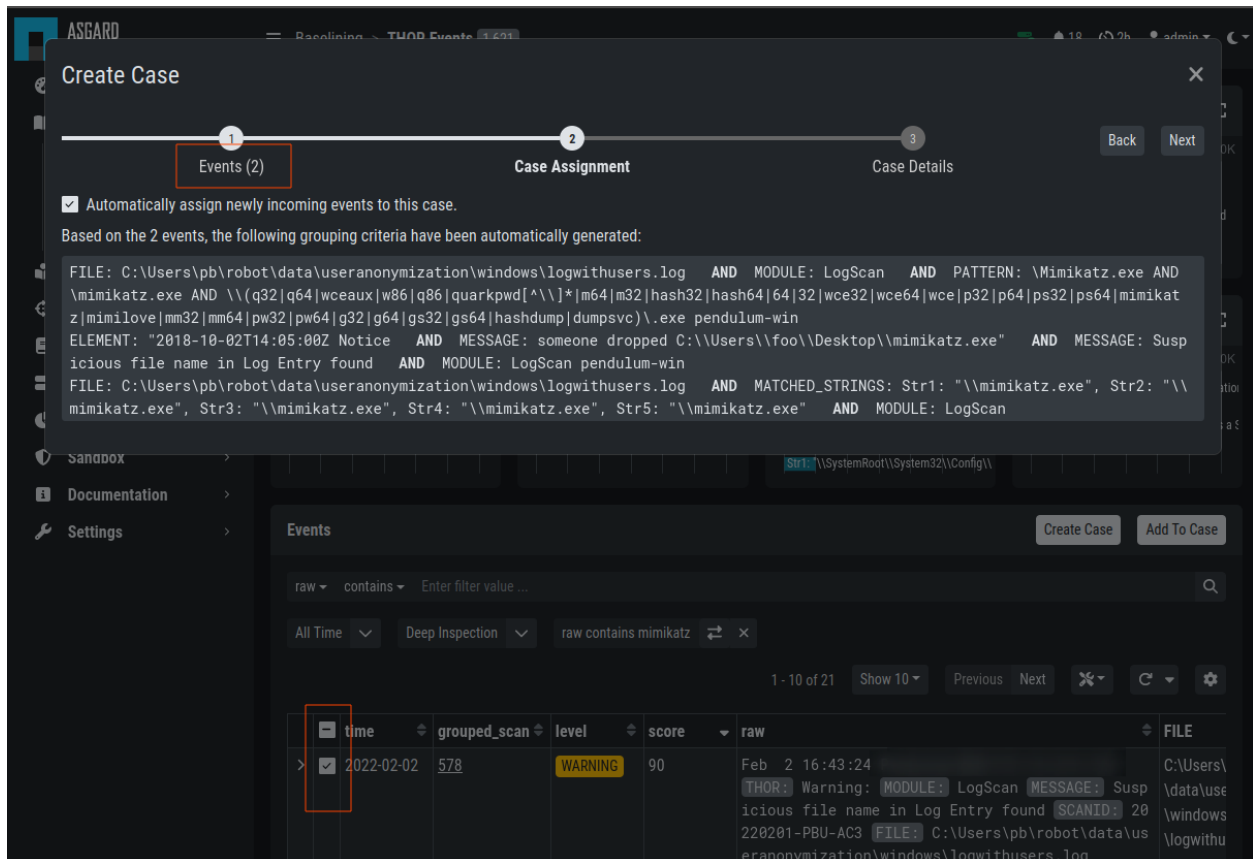 ASGARD
Baselining > THOR Events 1,621
18 2h admin
Create Case
1 2 3
Back Next
Events (2) Case Assignment Case Details
Automatically assign newly incoming events to this case.
Based on the 2 events, the following grouping criteria have been automatically generated:
FILE: C:\Users\pb\robot\data\useranonymization\windows\logwithusers.log AND MODULE: LogScan AND PATTERN: \Mimikatz.exe AND
\mimikatz.exe AND \\(q32|q64|wceaux|w86|q86|quarkpwd[^\\]*|m64|m32|hash32|hash64|64|32|wce32|wce64|wce|p32|p64|ps32|ps64|mimikat
z|mimilove|mm32|mm64|pw32|pw64|g32|g64|gs32|gs64|hashdump|dumpsvc)\.exe pendulum-win
ELEMENT: "2018-10-02T14:05:00Z Notice AND MESSAGE: someone dropped C:\\Users\\foo\\Desktop\\mimikatz.exe" AND MESSAGE: Susp
icious file name in Log Entry found AND MODULE: LogScan pendulum-win
FILE: C:\Users\pb\robot\data\useranonymization\windows\logwithusers.log AND MATCHED_STRINGS: Str1: "\\mimikatz.exe", Str2: "\\
mimikatz.exe", Str3: "\\mimikatz.exe", Str4: "\\mimikatz.exe", Str5: "\\mimikatz.exe" AND MODULE: LogScan
Sandbox
Str1: "\\SystemRoot\\System32\\Config\\
Documentation
Settings
Events Create Case Add To Case
raw contains Enter filter value ...
All Time Deep Inspection raw contains mimikatz
1 - 10 of 21 Show 10 Previous Next
time grouped_scan level score raw FILE
2022-02-02 578 WARNING 90 Feb 2 16:43:24 C:\Users\
THOR: Warning: MODULE: LogScan MESSAGE: Susp \data\use
icious file name in Log Entry found SCANID: 20 \windows
220201-PBU-AC3 FILE: C:\Users\pb\robot\data\us \logwithu
eranonymization\windows\logwithusers.log